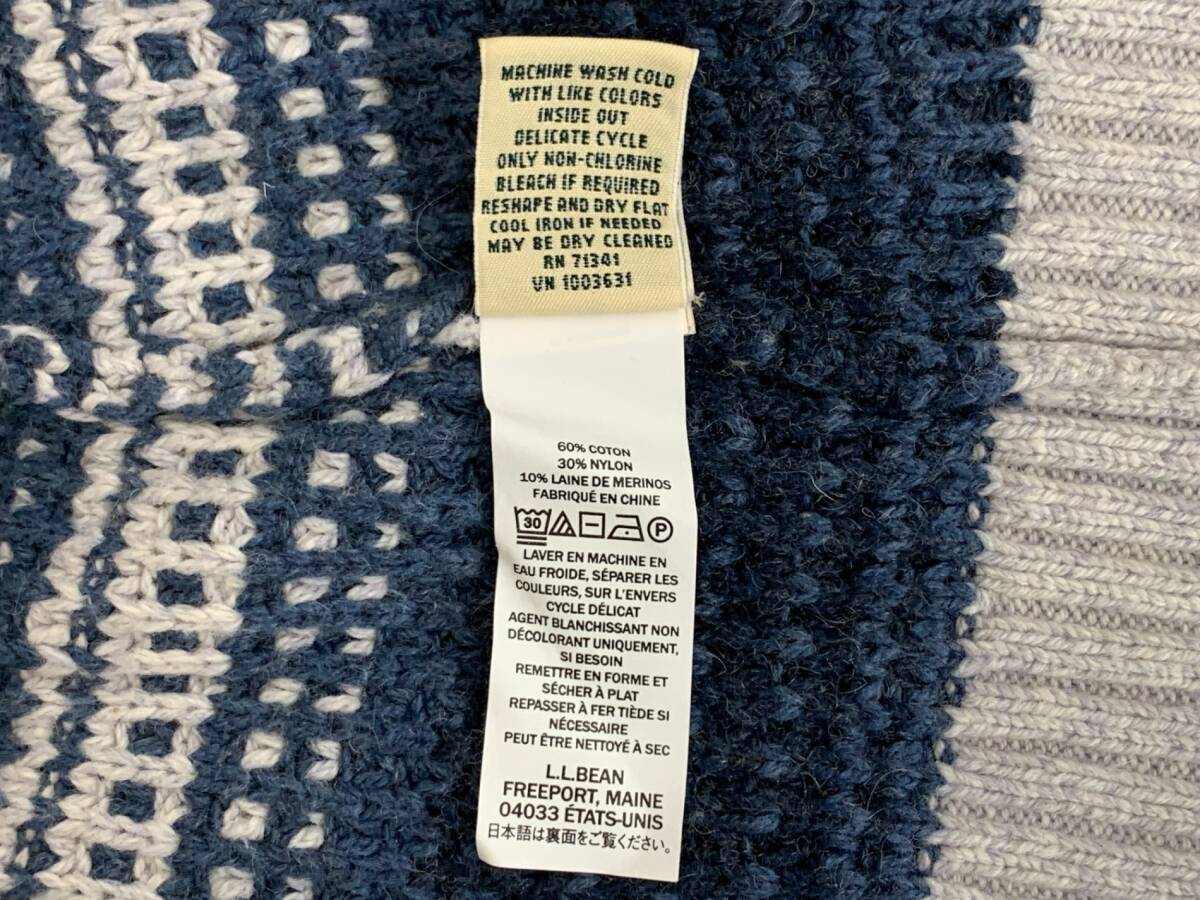 MACHINE WASH COLD
WITH LIKE COLORS
INSIDE OUT
DELICATE CYCLE
ONLY NON-CHLORINE
BLEACH IF REQUIRED
RESHAPE AND DRY FLAT
COOL IRON IF NEEDED
MAY BE DRY CLEANED
RN 71341
VN 1003631
60% COTON
30% NYLON
10% LAINE DE MERINOS
FABRIQUÉ EN CHINE
30 P
LAVER EN MACHINE EN
EAU FROIDE, SÉPARER LES
COULEURS, SUR L'ENVERS
CYCLE DÉLICAT
AGENT BLANCHISSANT NON
DÉCOLORANT UNIQUEMENT,
SI BESOIN
REMETTRE EN FORME ET
SÉCHER À PLAT
REPASSER À FER TIÈDE SI
NÉCESSAIRE
PEUT ÊTRE NETTOYÉ À SEC
L.L.BEAN
FREEPORT, MAINE
04033 ÉTATS-UNIS
日本語は裏面をご覧ください。